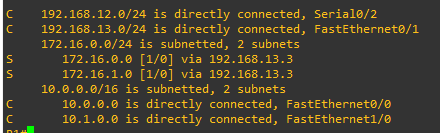 C    192.168.12.0/24 is directly connected, Serial0/2
C    192.168.13.0/24 is directly connected, FastEthernet0/1
     172.16.0.0/24 is subnetted, 2 subnets
S       172.16.0.0 [1/0] via 192.168.13.3
S       172.16.1.0 [1/0] via 192.168.13.3
     10.0.0.0/16 is subnetted, 2 subnets
C       10.0.0.0 is directly connected, FastEthernet0/0
C       10.1.0.0 is directly connected, FastEthernet1/0
R1#